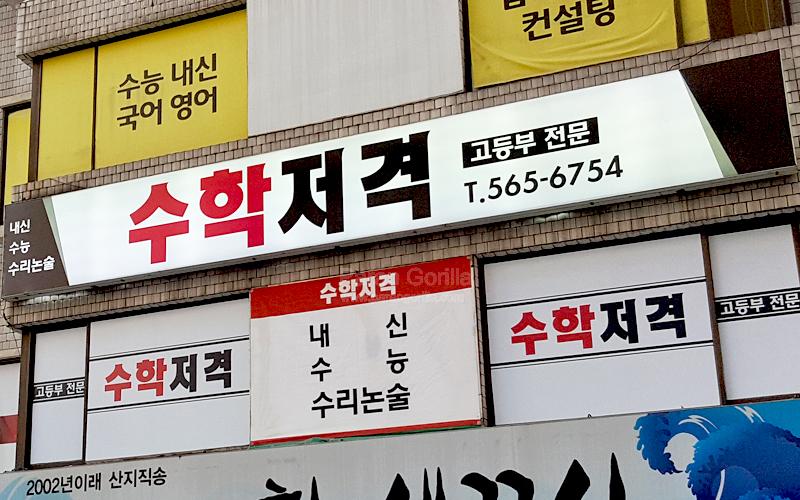 컨설팅
수능 내신
국어 영어
수학저격
고등부 전문
T.565-6754
내신
수능
수리논술
수학저격
내 신
수 능
수리논술
고등부 전문
수학저격
수학저격
고등부 전문
2002년이래 산지직송